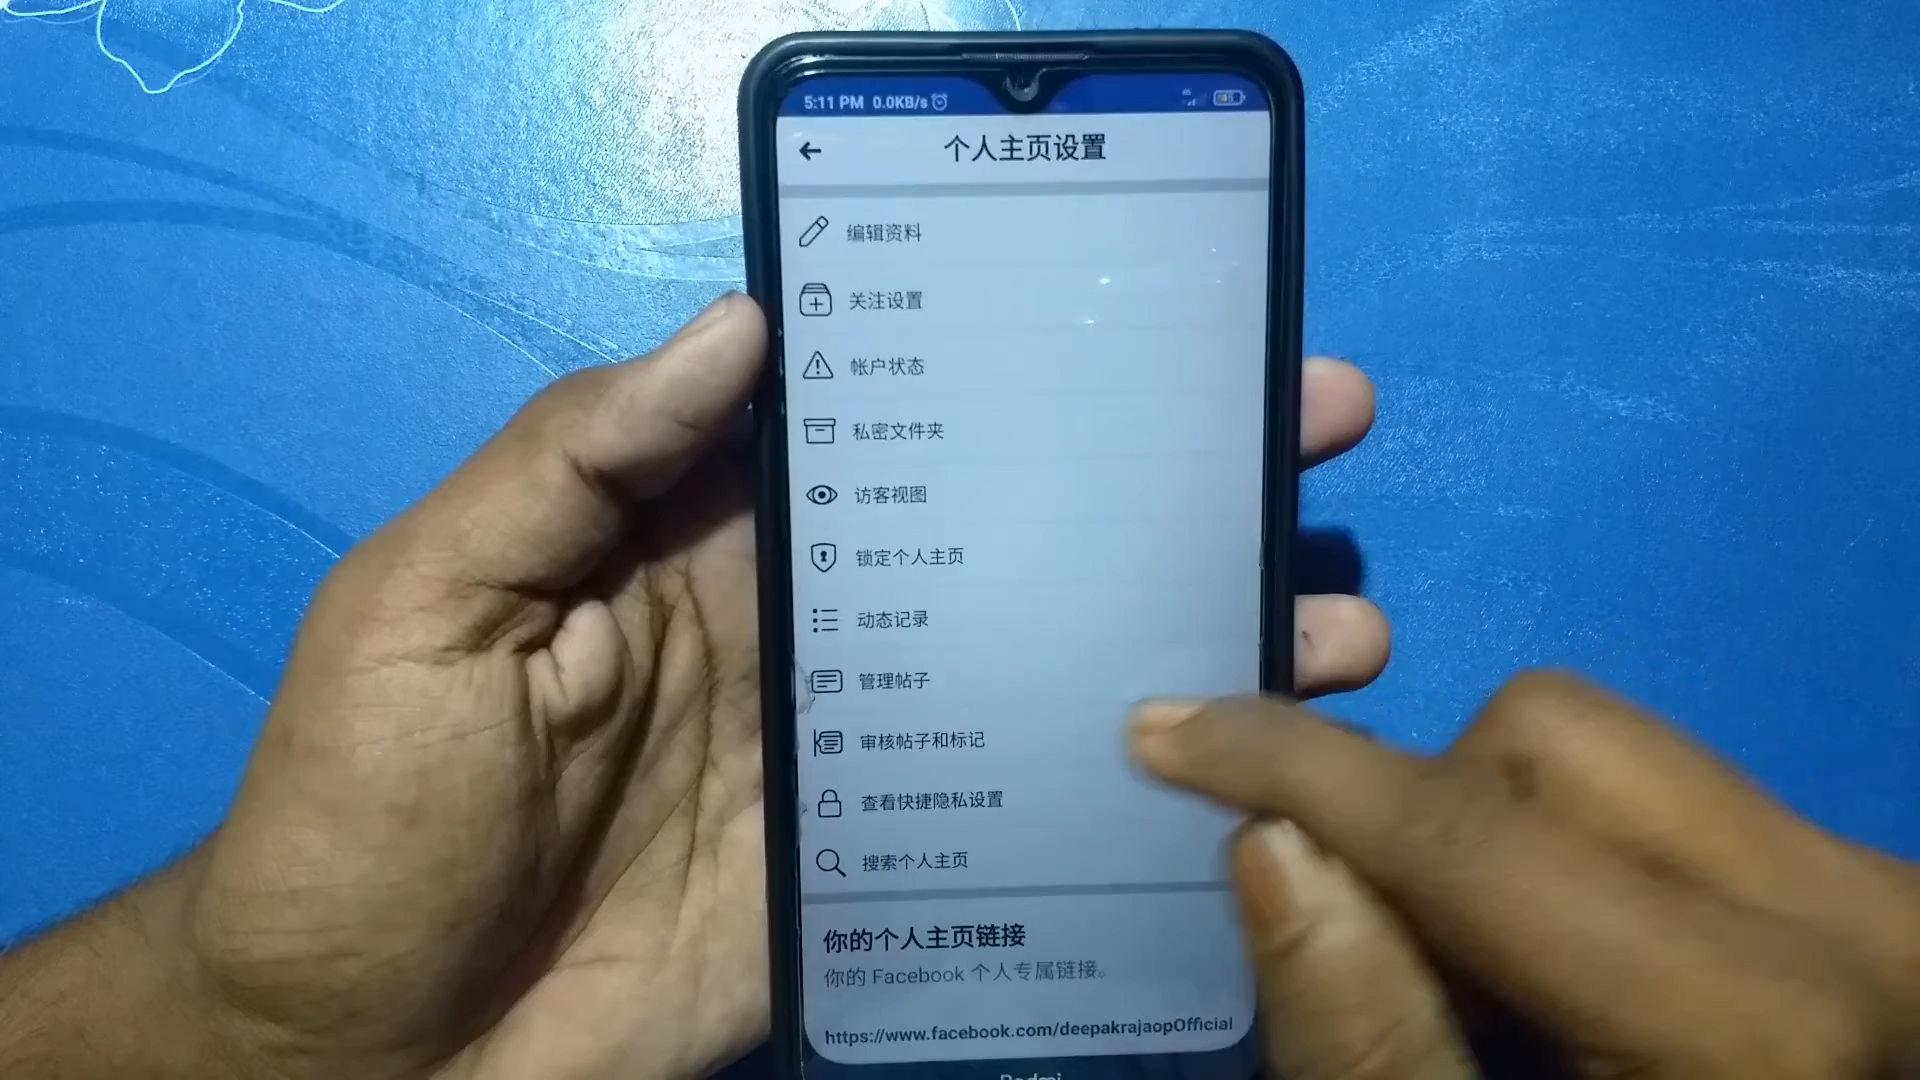 5:11 PM 0.0KB/s
个人主页设置
编辑资料
关注设置
帐户状态
私密文件夹
访客视图
锁定个人主页
动态记录
管理帖子
审核帖子和标记
查看快捷隐私设置
搜索个人主页
你的个人主页链接
你的 Facebook 个人专属链接。
https://www.facebook.com/deepakrajaopOfficial
Redmi